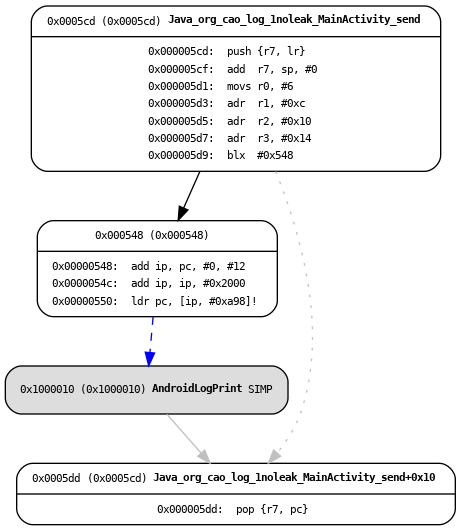 0x0005cd (0x0005cd) Java_org_cao_log_1noleak_MainActivity_send
0x000005cd: push {r7, lr}
0x000005cf: add r7, sp, #0
0x000005d1: movs r0, #6
0x000005d3: adr r1, #0xc
0x000005d5: adr r2, #0x10
0x000005d7: adr r3, #0x14
0x000005d9: blx #0x548
0x000548 (0x000548)
0x00000548: add ip, pc, #0, #12
0x0000054c: add ip, ip, #0x2000
0x00000550: ldr pc, [ip, #0xa98]!
0x1000010 (0x1000010) AndroidLogPrint SIMP
0x0005dd (0x0005cd) Java_org_cao_log_1noleak_MainActivity_send+0x10
0x000005dd: pop {r7, pc}